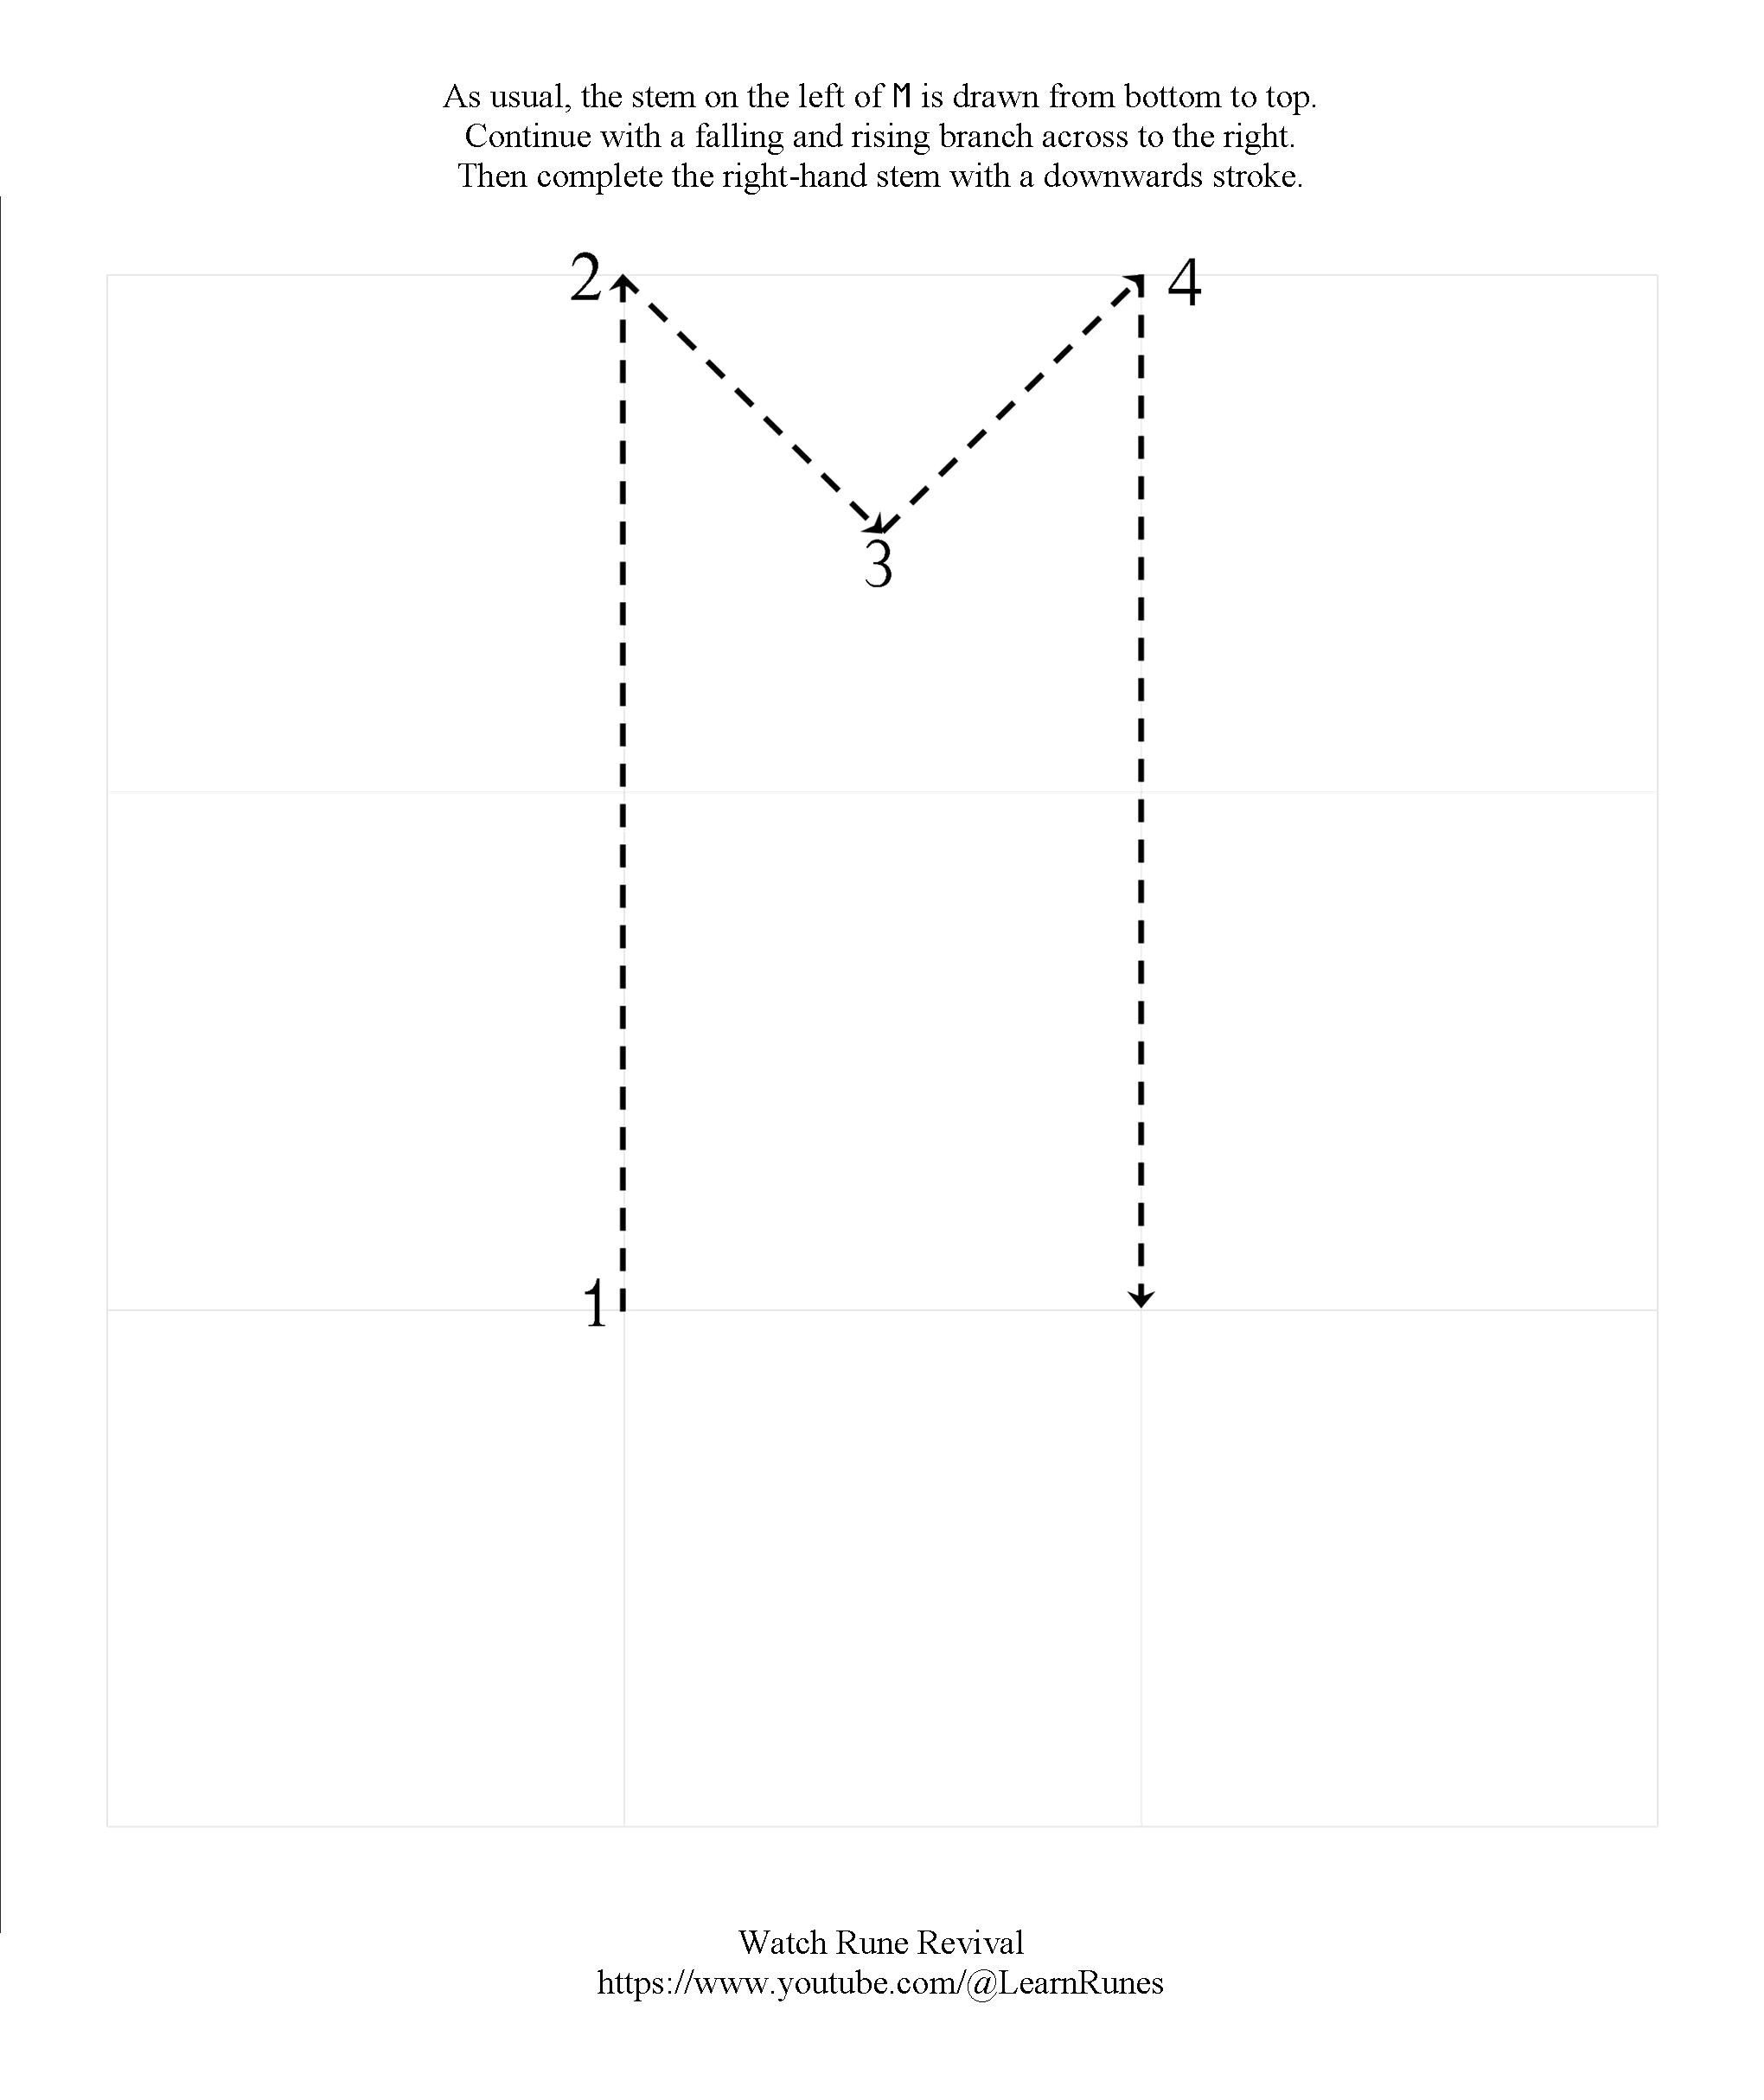 As usual, the stem on the left of ᛖ is drawn from bottom to top.
Continue with a falling and rising branch across to the right.
Then complete the right-hand stem with a downwards stroke.
2
4
3
1
Watch Rune Revival
https://www.youtube.com/@LearnRunes